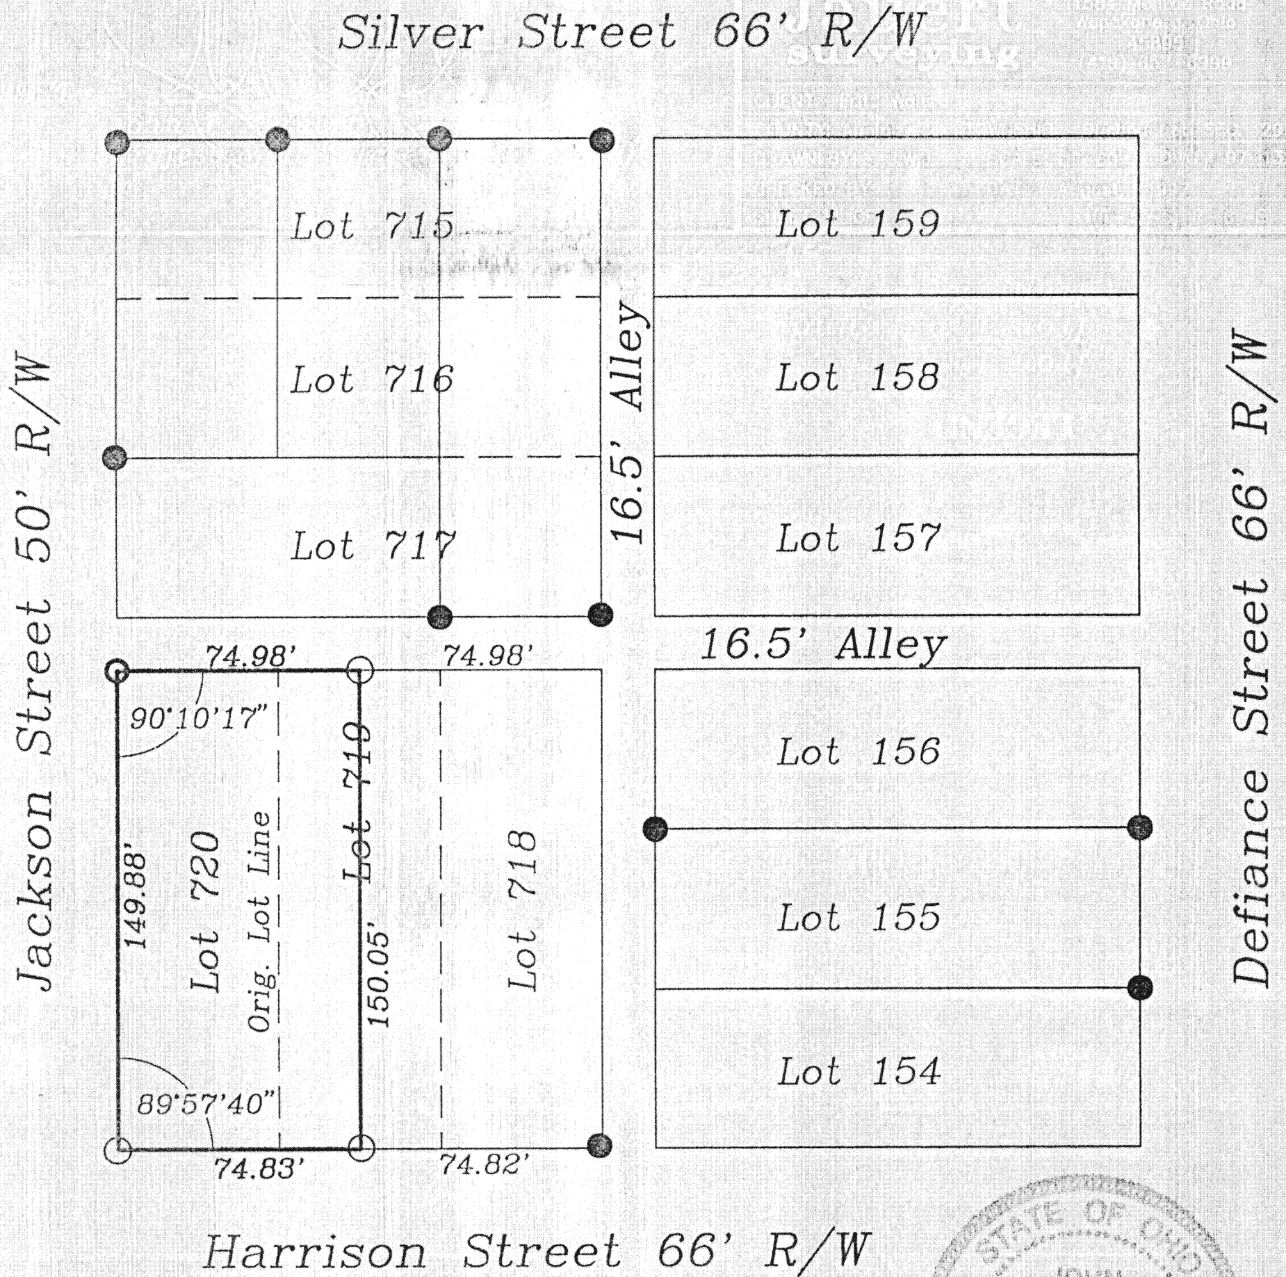 Silver Street 66' R/W
surveying
Lot 715
Lot 159
Lot 716
Lot 158
16.5' Alley
Lot 717
Lot 157
Jackson Street 50' R/W
Defiance Street 66' R/W
16.5' Alley
74.98'
74.98'
90°10'17"
Lot 719
Lot 156
149.88'
Lot 720
Orig. Lot Line
150.05'
Lot 718
Lot 155
Lot 154
89°57'40"
74.83'
74.82'
Harrison Street 66' R/W
STATE OF OHIO
JOHN